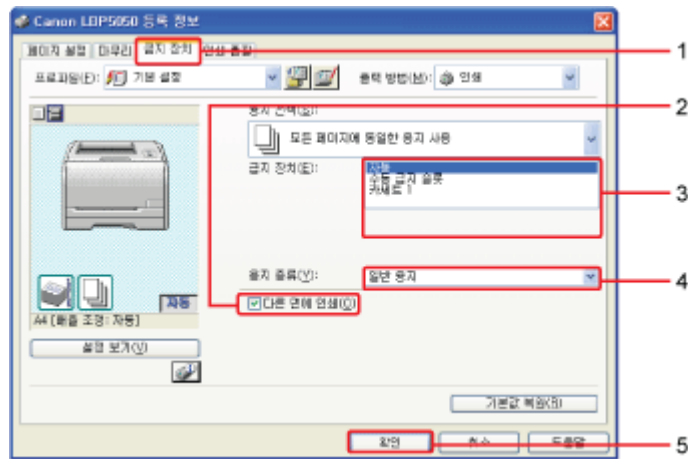 Canon LBP5050 등록 정보
페이지 설정 마무리 급지 장치 인쇄 품질
1
프로파일(F): 기본 설정
출력 방법(M): 인쇄
2
용지 선택(S):
모든 페이지에 동일한 용지 사용
급지 장치(E):
자동
수동 급지 슬롯
카세트 1
3
용지 종류(Y):
일반 용지
4
다른 면에 인쇄(O)
자동
A4 [배율 조정: 자동]
설정 보기(V)
기본값 복원(R)
확인
취소
도움말
5